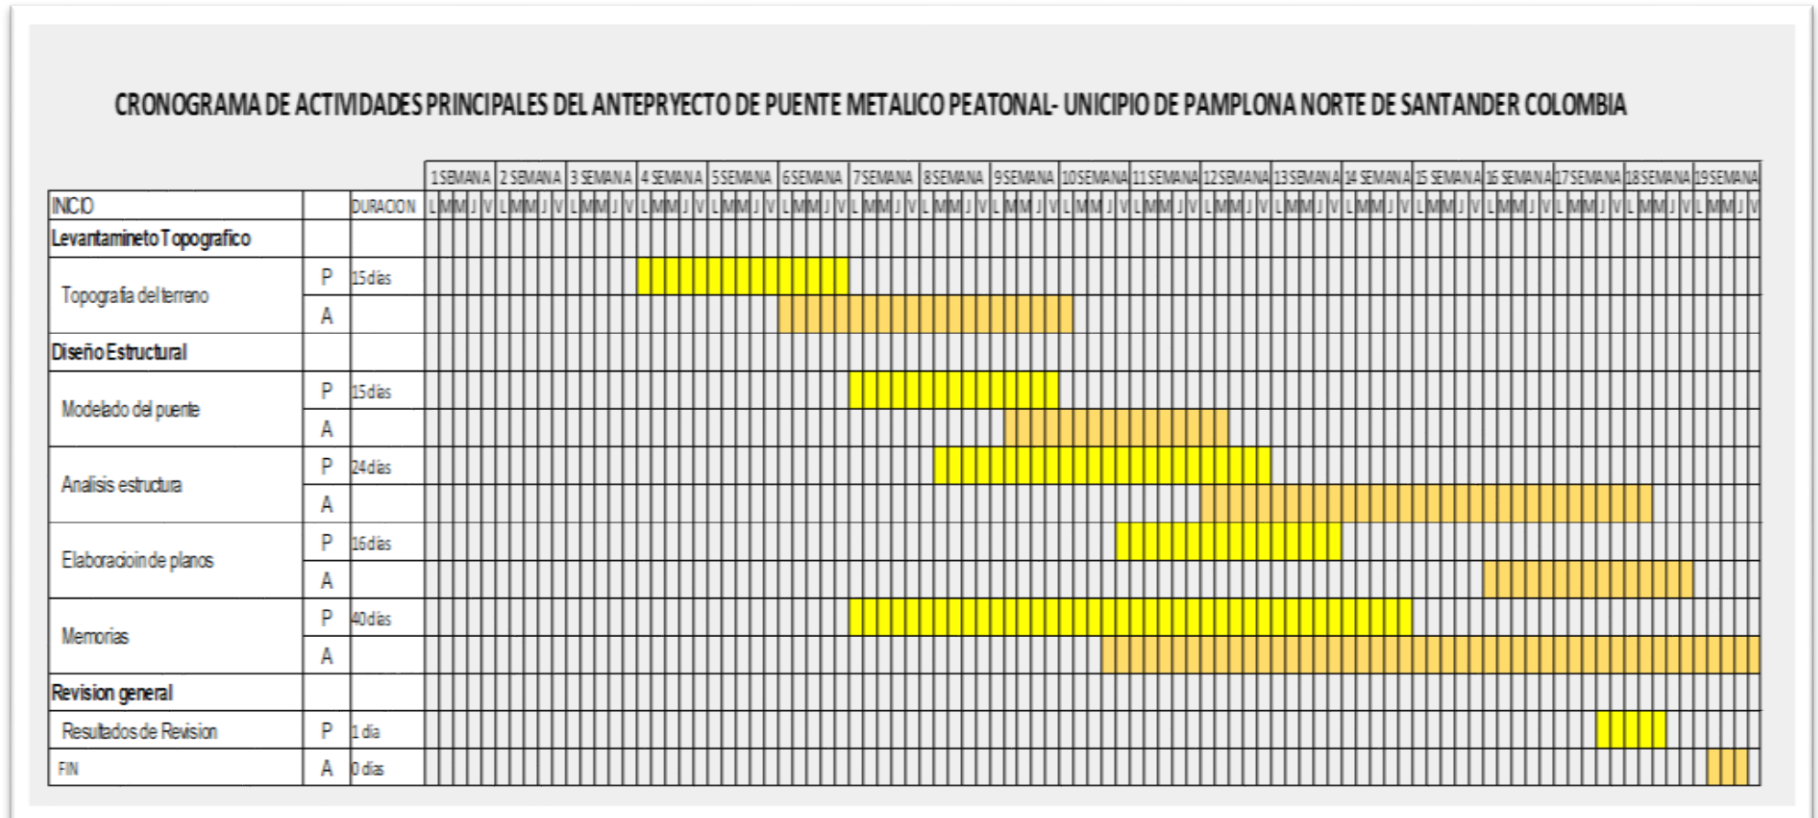 CRONOGRAMA DE ACTIVIDADES PRINCIPALES DEL ANTEPRYECTO DE PUENTE METALICO PEATONAL- UNICIPIO DE PAMPLONA NORTE DE SANTANDER COLOMBIA
1 SEMANA 2 SEMANA 3 SEMANA 4 SEMANA 5 SEMANA 6 SEMANA 7 SEMANA 8 SEMANA 9 SEMANA 10 SEMANA 11 SEMANA 12 SEMANA 13 SEMANA 14 SEMANA 15 SEMANA 16 SEMANA 17 SEMANA 18 SEMANA 19 SEMANA
INICIO DURACION L M M J V L M M J V L M M J V L M M J V L M M J V L M M J V L M M J V L M M J V L M M J V L M M J V L M M J V L M M J V L M M J V L M M J V L M M J V L M M J V L M M J V L M M J V L M M J V
Levantamineto Topografico
Topografia del terreno P 15 días
A
Diseño Estructural
Modelado del puente P 15 días
A
Analisis estructura P 24 días
A
Elaboracioin de planos P 16 días
A
Memorias P 40 días
A
Revision general
Resultados de Revision P 1 dia
FIN A 0 días